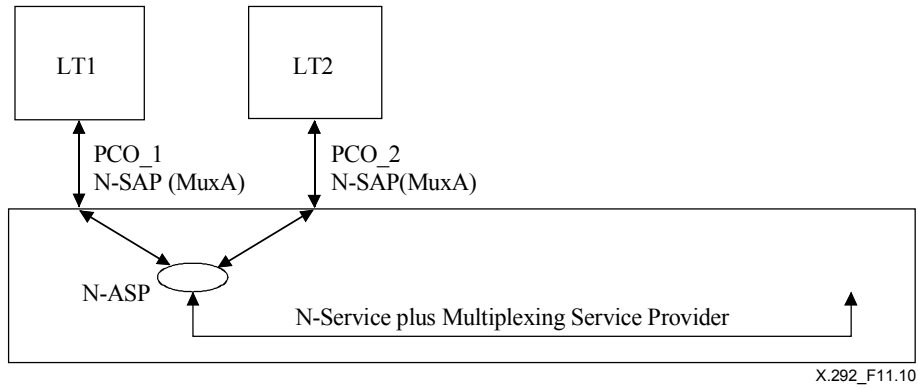 LT1
LT2
PCO_1
N-SAP (MuxA)
PCO_2
N-SAP(MuxA)
N-ASP
N-Service plus Multiplexing Service Provider
X.292_F11.10